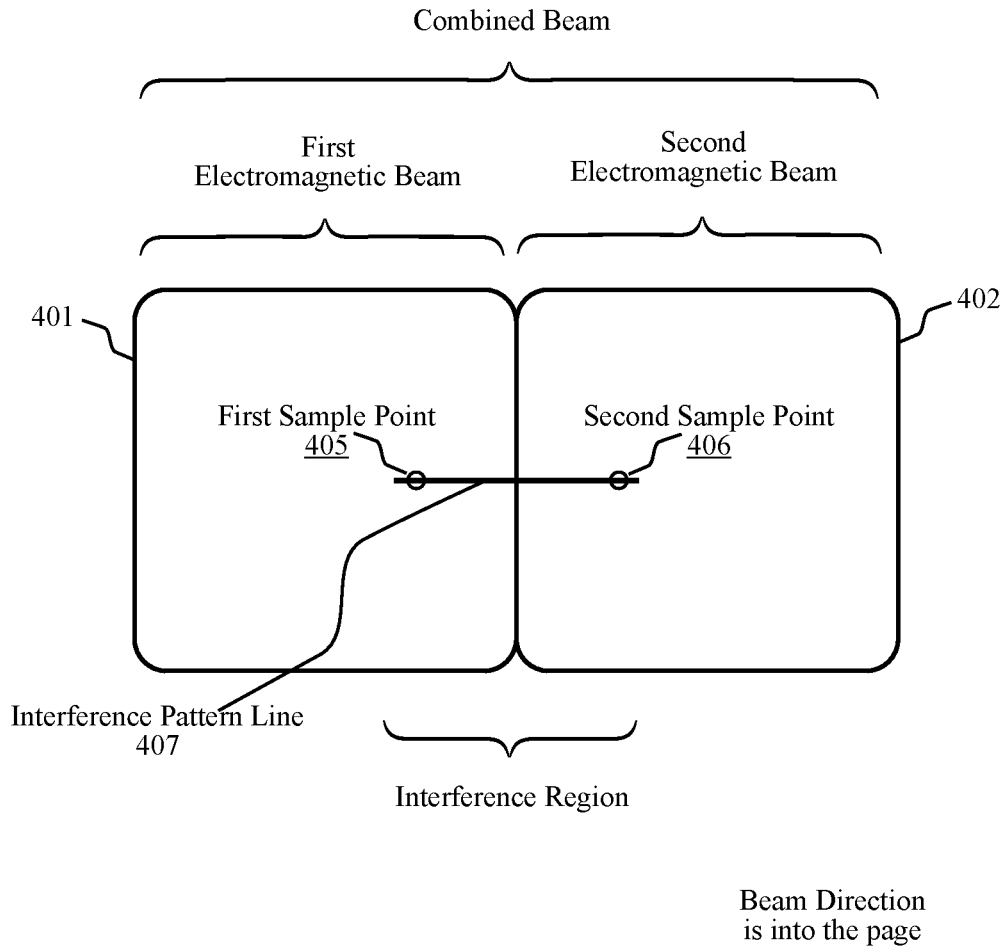 Combined Beam
First
Electromagnetic Beam
Second
Electromagnetic Beam
401
402
First Sample Point
405
Second Sample Point
406
Interference Pattern Line
407
Interference Region
Beam Direction
is into the page